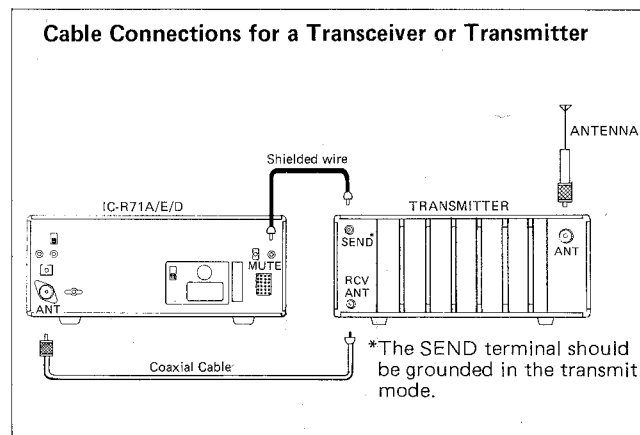 Cable Connections for a Transceiver or Transmitter
ANTENNA
Shielded wire
IC-R71A/E/D
TRANSMITTER
MUTE
ANT
SEND*
RCV
ANT
ANT
Coaxial Cable
*The SEND terminal should
be grounded in the transmit
mode.